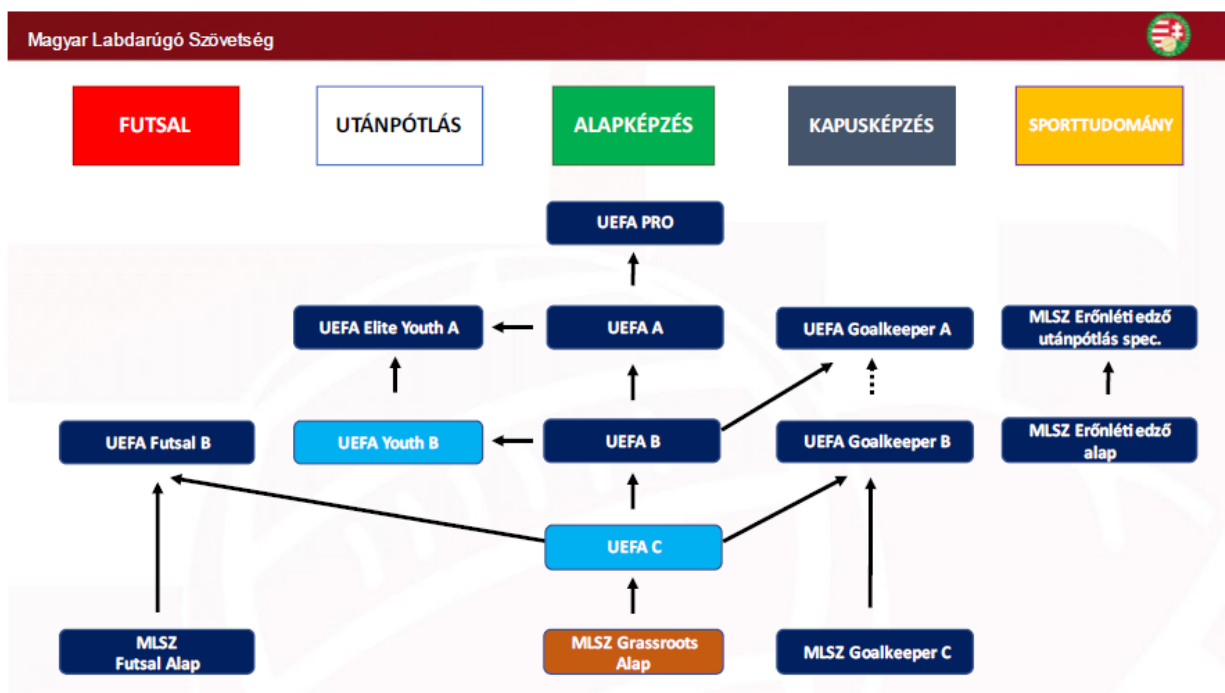 Magyar Labdarúgó Szövetség
FUTSAL
UTÁNPÓTLÁS
ALAPKÉPZÉS
KAPUSKÉPZÉS
SPORTTUDOMÁNY
UEFA PRO
UEFA Elite Youth A
UEFA A
UEFA Goalkeeper A
MLSZ Erőnléti edző
utánpótlás spec.
UEFA Futsal B
UEFA Youth B
UEFA B
UEFA Goalkeeper B
MLSZ Erőnléti edző
alap
UEFA C
MLSZ
Futsal Alap
MLSZ Grassroots
Alap
MLSZ Goalkeeper C